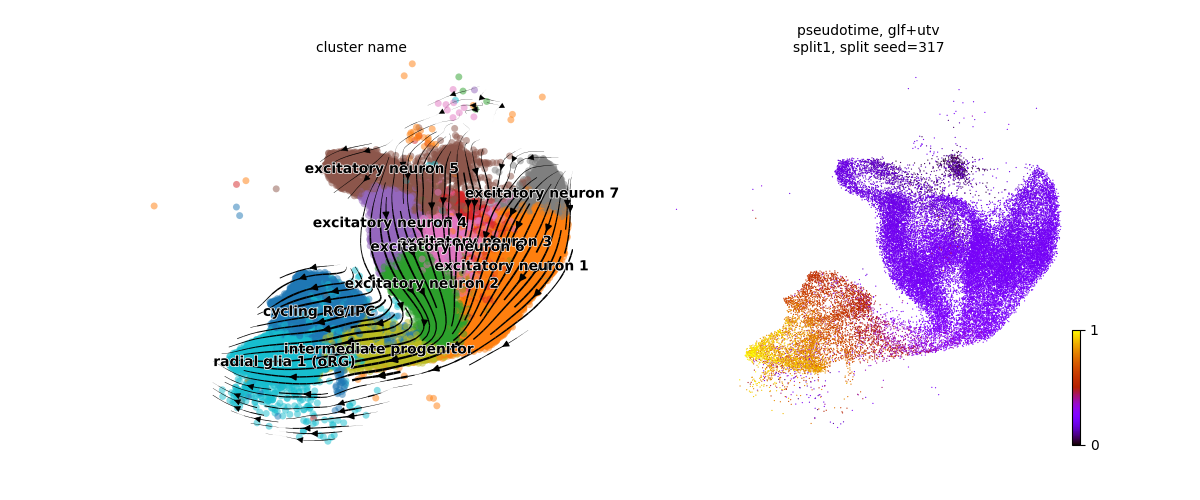 cluster name
excitatory neuron 5
excitatory neuron 7
excitatory neuron 4
excitatory neuron 3
excitatory neuron 6
excitatory neuron 1
excitatory neuron 2
cycling RG/IPC
intermediate progenitor
radial glia 1 (oRG)
pseudotime, glf+utv
split1, split seed=317
1
0